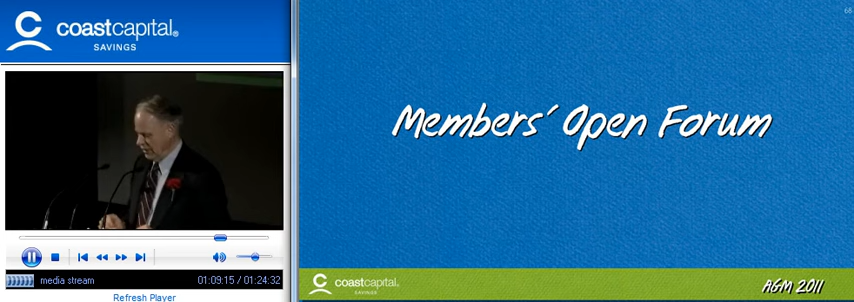 coastcapital®
SAVINGS
media stream
01:09:15 / 01:24:32
Refresh Player
68
Members' Open Forum
coastcapital®
SAVINGS
AGM 2011